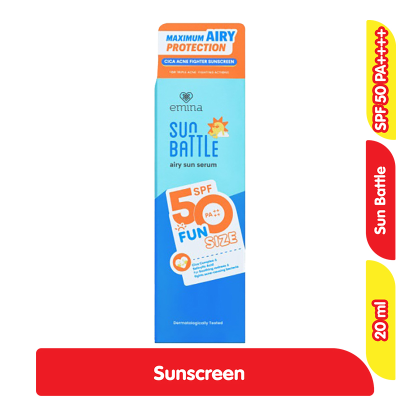 MAXIMUM AIRY
PROTECTION
CICA ACNE FIGHTER SUNSCREEN
emina
SUN
BATTLE
airy sun serum
SPF
50
PA++++
FUN
SIZE
Dermatologically Tested
SPF 50 PA++++
Sun Battle
20 ml
Sunscreen